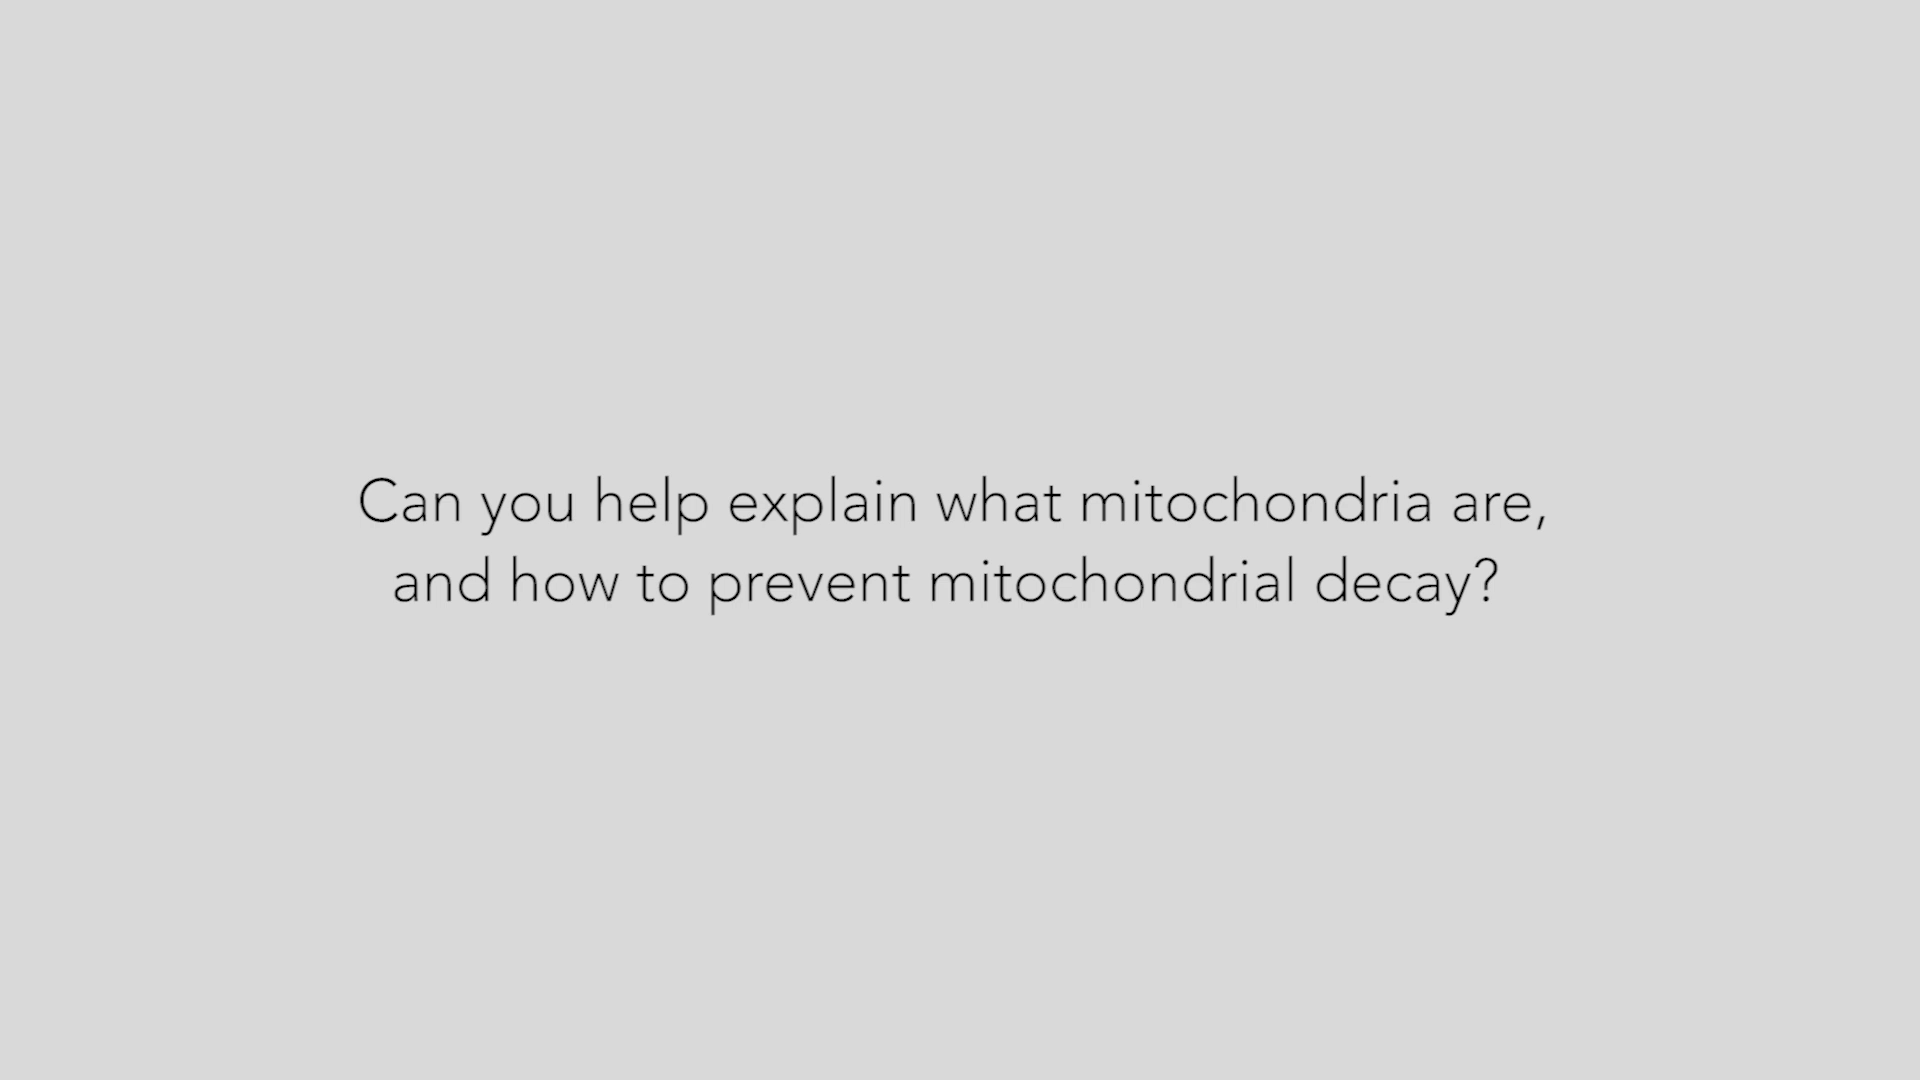 Can you help explain what mitochondria are,
and how to prevent mitochondrial decay?